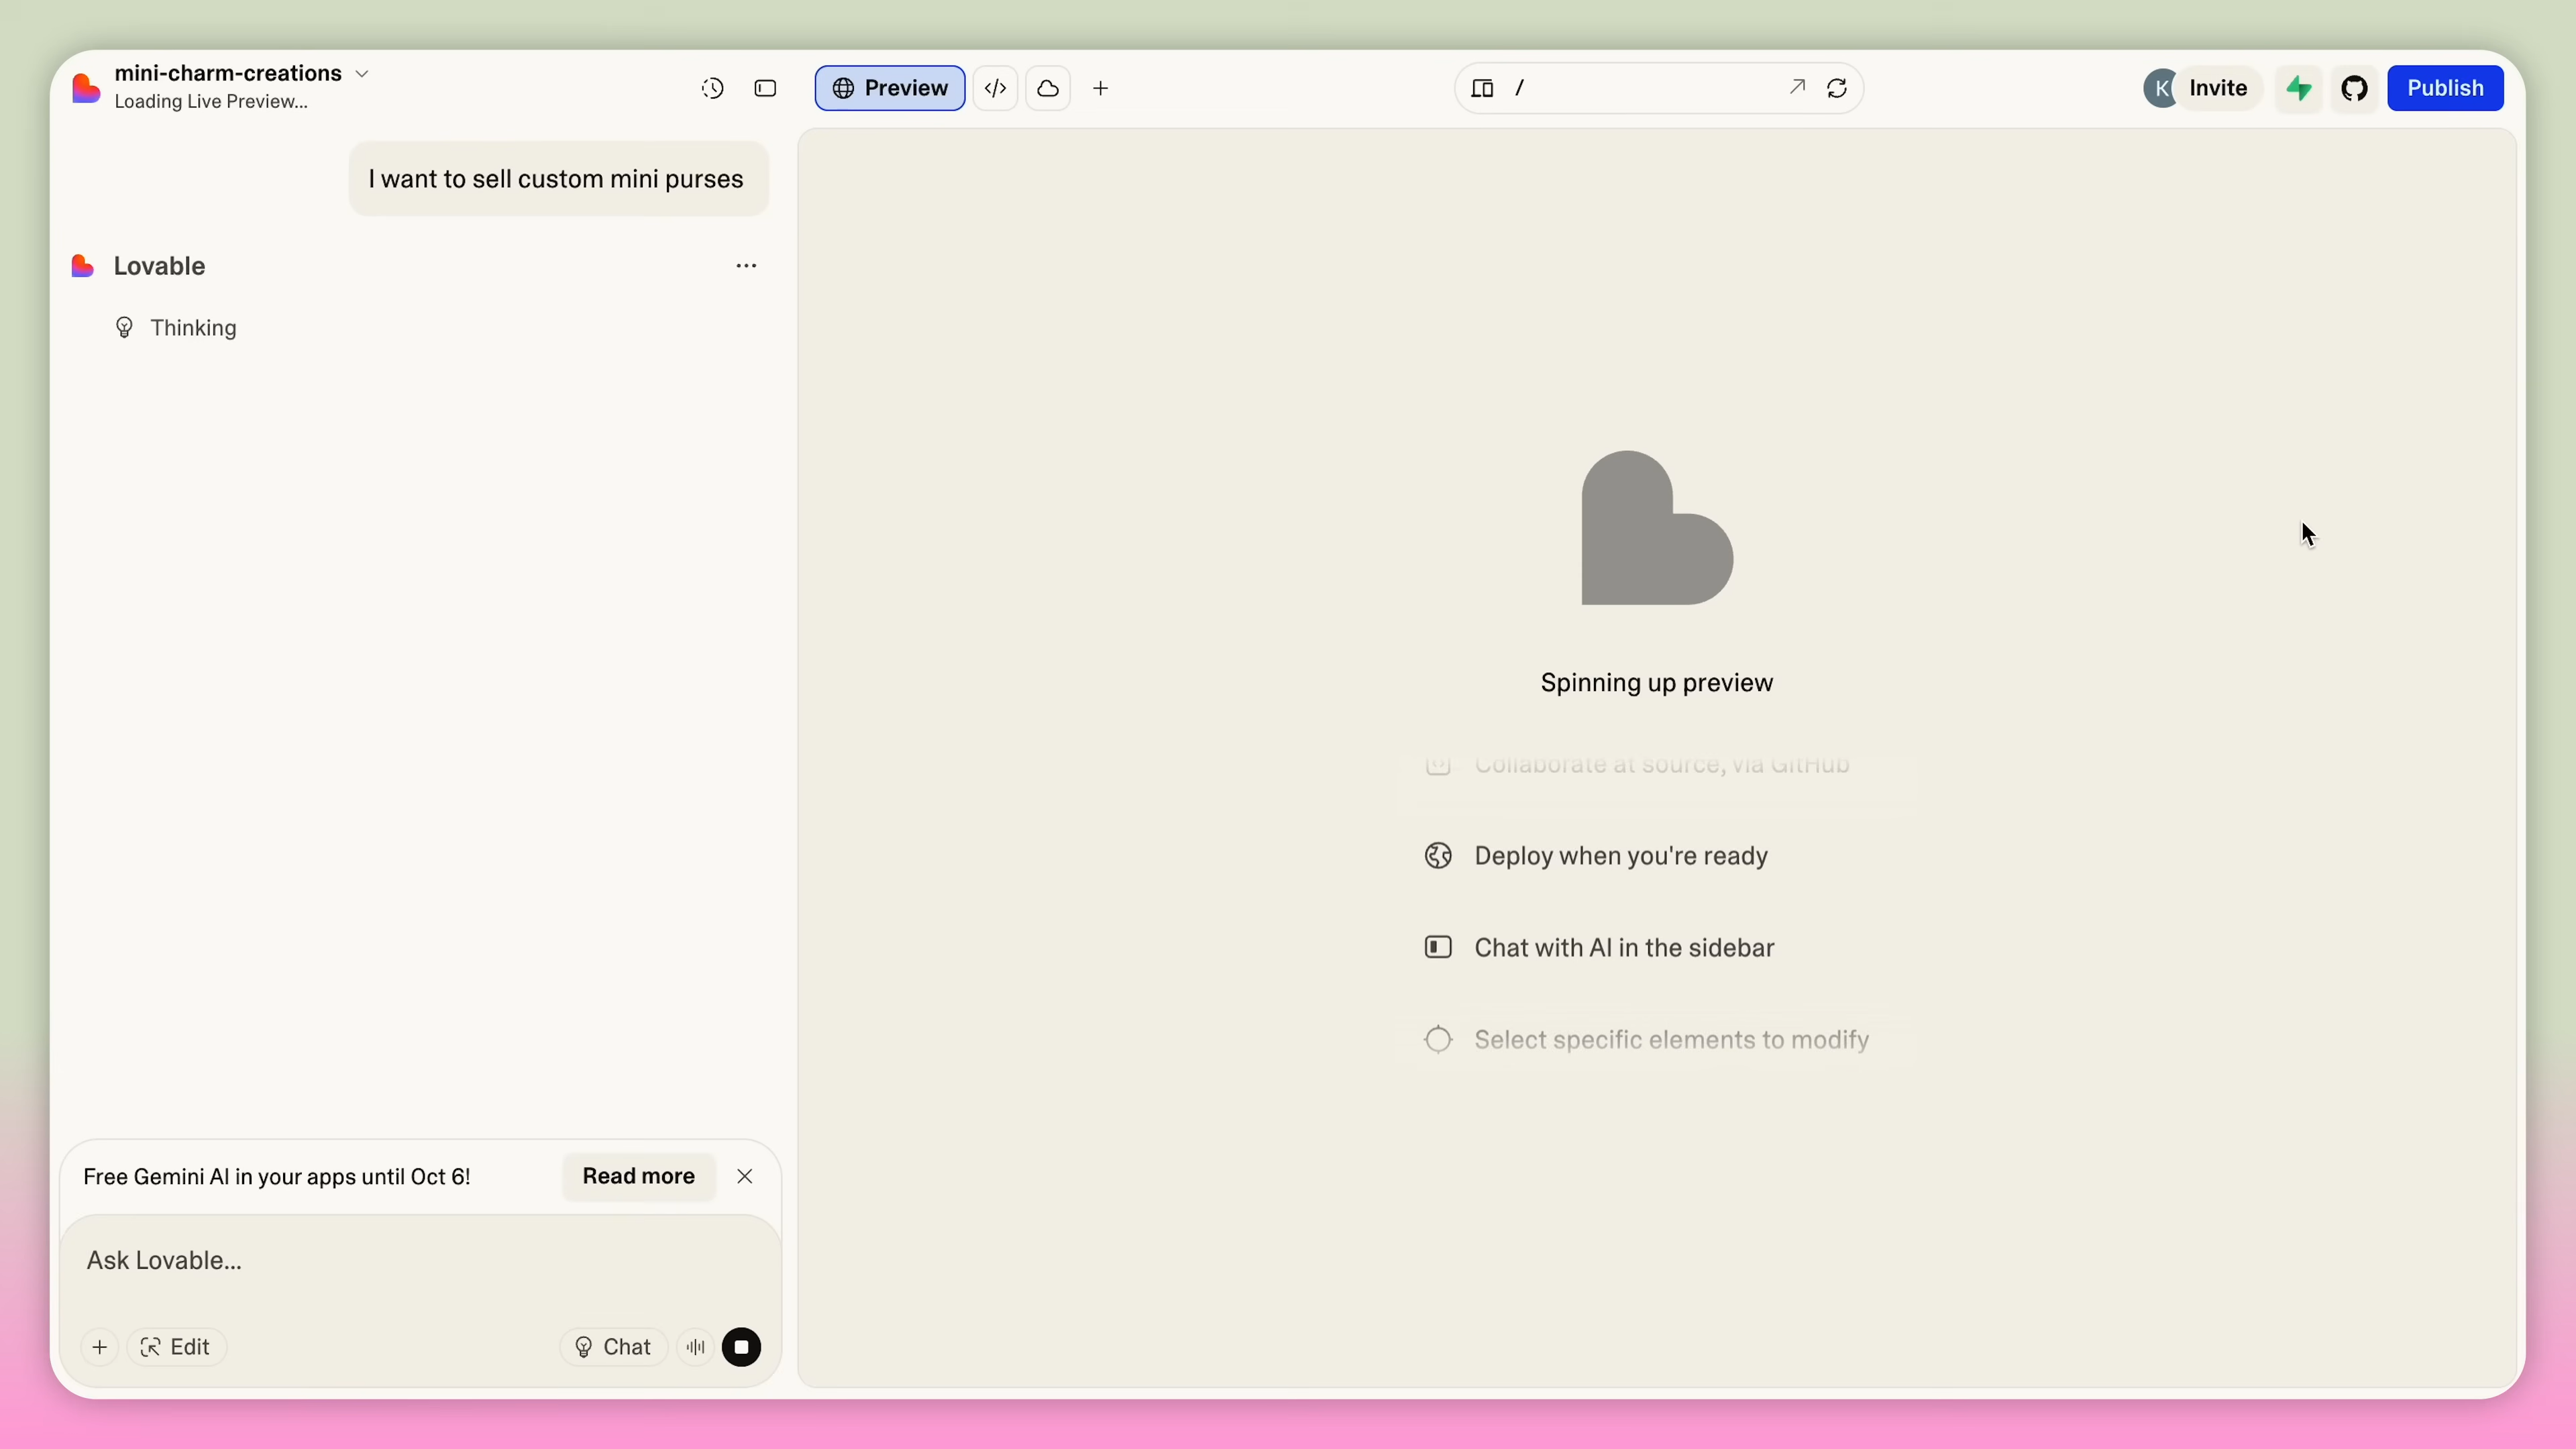 mini-charm-creations
Loading Live Preview...
Preview
/
K
Invite
Publish
I want to sell custom mini purses
Lovable
Thinking
Spinning up preview
Collaborate at source, via GitHub
Deploy when you're ready
Chat with AI in the sidebar
Select specific elements to modify
Free Gemini AI in your apps until Oct 6!
Read more
Ask Lovable...
Edit
Chat